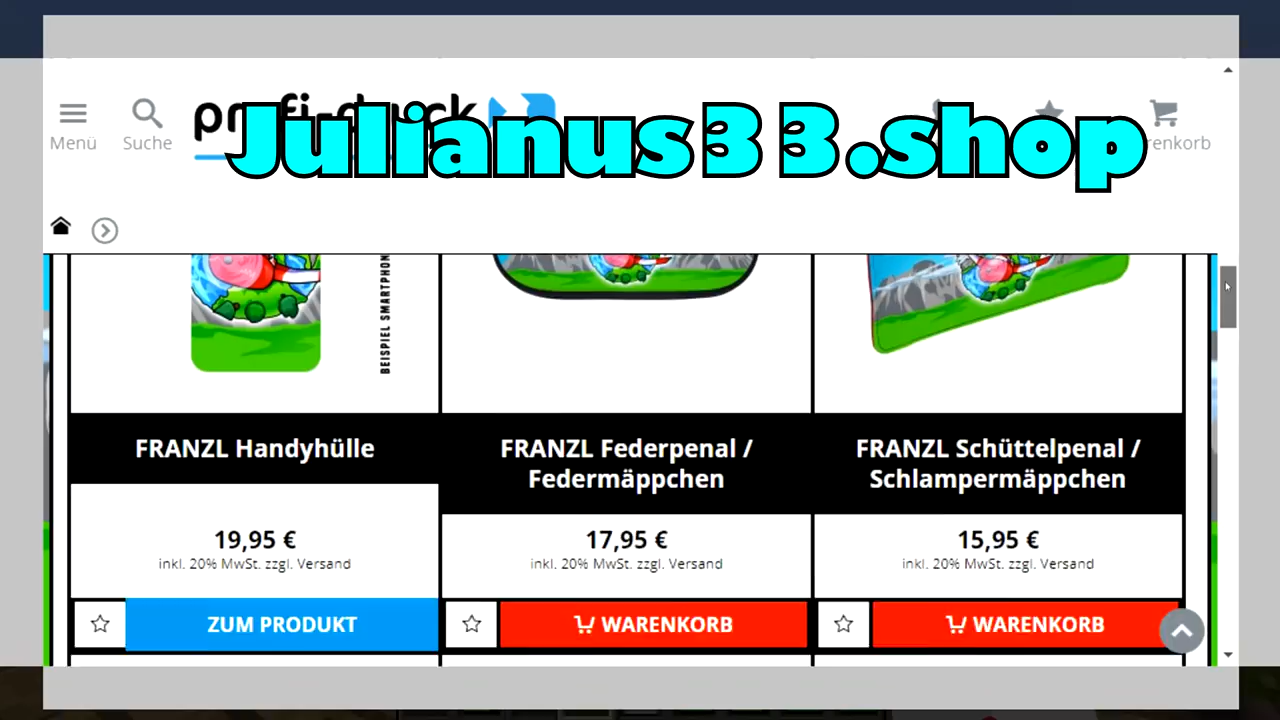 Julianus33.shop
Menü
Suche
BEISPIEL SMARTPHON
FRANZL Handyhülle
FRANZL Federpenal /
Federmäppchen
FRANZL Schüttelpenal /
Schlampermäppchen
19,95 €
inkl. 20% MwSt. zzgl. Versand
17,95 €
inkl. 20% MwSt. zzgl. Versand
15,95 €
inkl. 20% MwSt. zzgl. Versand
ZUM PRODUKT
WARENKORB
WARENKORB